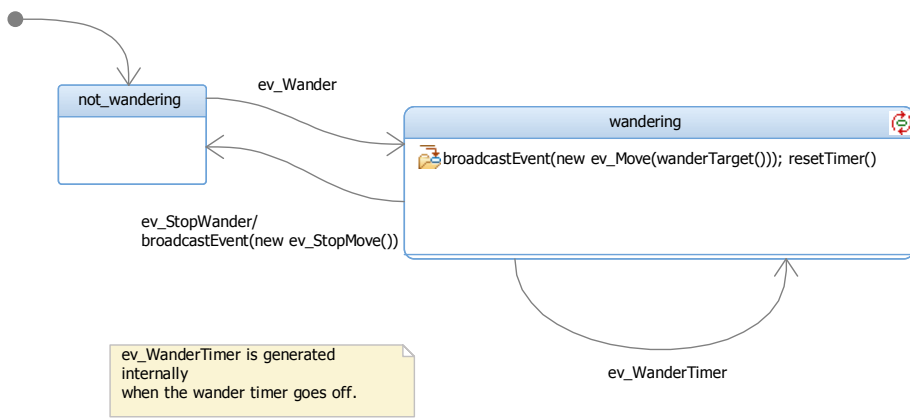 ev_Wander
not_wandering
wandering
broadcastEvent(new ev_Move(wanderTarget())); resetTimer()
ev_StopWander/
broadcastEvent(new ev_StopMove())
ev_WanderTimer is generated
internally
when the wander timer goes off.
ev_WanderTimer